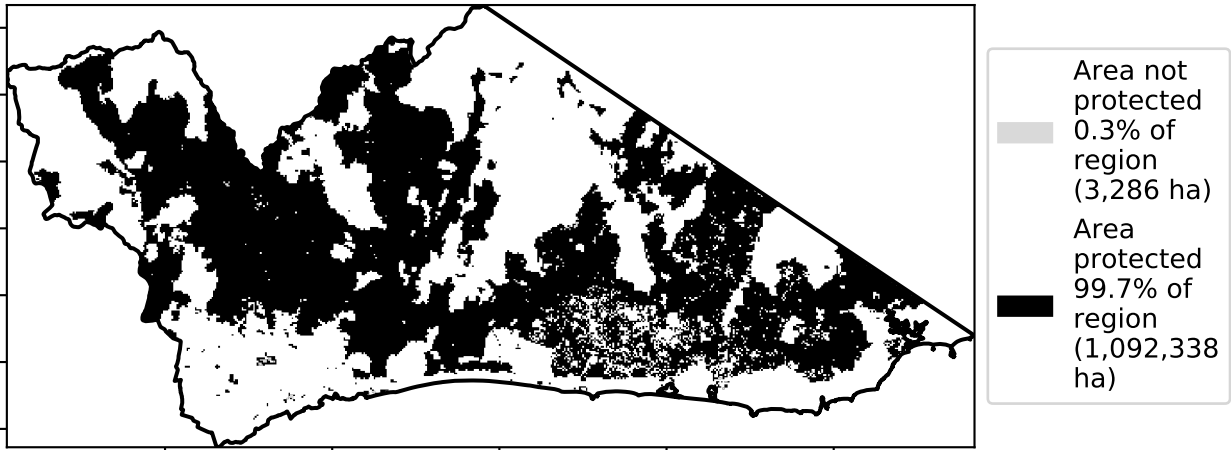 Area not
protected
0.3% of
region
(3,286 ha)
Area
protected
99.7% of
region
(1,092,338
ha)